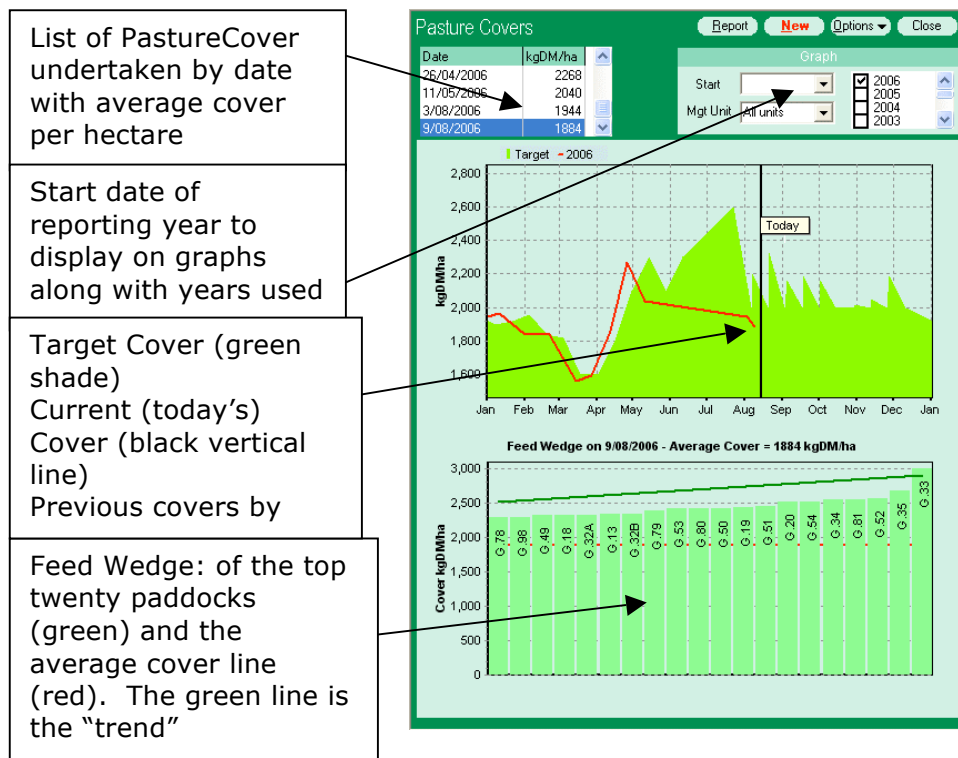 List of PastureCover
undertaken by date
with average cover
per hectare
Start date of
reporting year to
display on graphs
along with years used
Target Cover (green
shade)
Current (today's)
Cover (black vertical
line)
Previous covers by
Feed Wedge: of the top
twenty paddocks
(green) and the
average cover line
(red). The green line is
the “trend”
Pasture Covers
Report New Options Close
Date kgDM/ha
26/04/2006 2268
11/05/2006 2040
3/08/2006 1944
9/08/2006 1884
Graph
Start
Mgt Unit All units
2006
2005
2004
2003
Target 2006
2,800
2,600
2,400
2,200
2,000
1,800
1,600
kgDM/ha
Today
Jan Feb Mar Apr May Jun Jul Aug Sep Oct Nov Dec Jan
Feed Wedge on 9/08/2006 - Average Cover = 1884 kgDM/ha
3,000
2,500
2,000
1,500
1,000
500
0
Cover kgDM/ha
G.78 G.98 G.49 G.18 G.32A G.13 G.32B G.79 G.53 G.80 G.50 G.19 G.51 G.20 G.54 G.34 G.81 G.52 G.35 G.33